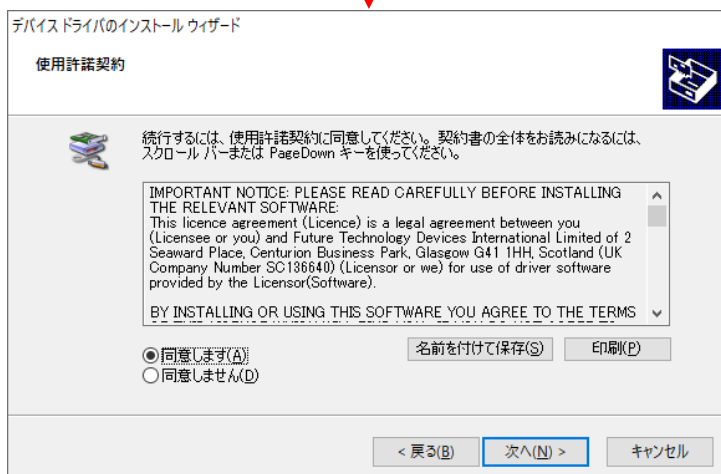 デバイス ドライバのインストール ウィザード
使用許諾契約
続行するには、使用許諾契約に同意してください。契約書の全体をお読みになるには、
スクロール バーまたは PageDown キーを使ってください。
IMPORTANT NOTICE: PLEASE READ CAREFULLY BEFORE INSTALLING
THE RELEVANT SOFTWARE:
This licence agreement (Licence) is a legal agreement between you
(Licensee or you) and Future Technology Devices International Limited of 2
Seaward Place, Centurion Business Park, Glasgow G41 1HH, Scotland (UK
Company Number SC136640) (Licensor or we) for use of driver software
provided by the Licensor(Software).
BY INSTALLING OR USING THIS SOFTWARE YOU AGREE TO THE TERMS
同意します(A)
同意しません(D)
名前を付けて保存(S)
印刷(P)
< 戻る(B)
次へ(N) >
キャンセル